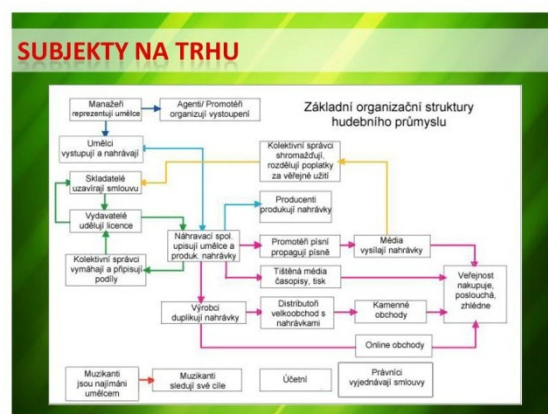 SUBJEKTY NA TRHU
Základní organizační struktury
hudebního průmyslu
Manažeři
reprezentují umělce
Agenti/ Promotéři
organizují vystoupení
Umělci
vystupují a nahrávají
Kolektivní správci
shromažďují,
rozdělují poplatky
za veřejné užití
Skladatelé
uzavírají smlouvu
Vydavatelé
udělují licence
Producenti
produkují nahrávky
Náhravací spol.
upisují umělce a
produk. nahrávky
Promotéři písní
propagují písně
Média
vysílají nahrávky
Kolektivní správci
vymáhají a připisují
podíly
Tištěná média
časopisy, tisk
Veřejnost
nakupuje,
poslouchá,
zhlédne
Výrobci
duplikují nahrávky
Distributoři
velkoobchod s
nahrávkami
Kamenné
obchody
Online obchody
Muzikanti
jsou najímáni
umělcem
Muzikanti
sledují své cíle
Účetní
Právníci
vyjednávají smlouvy